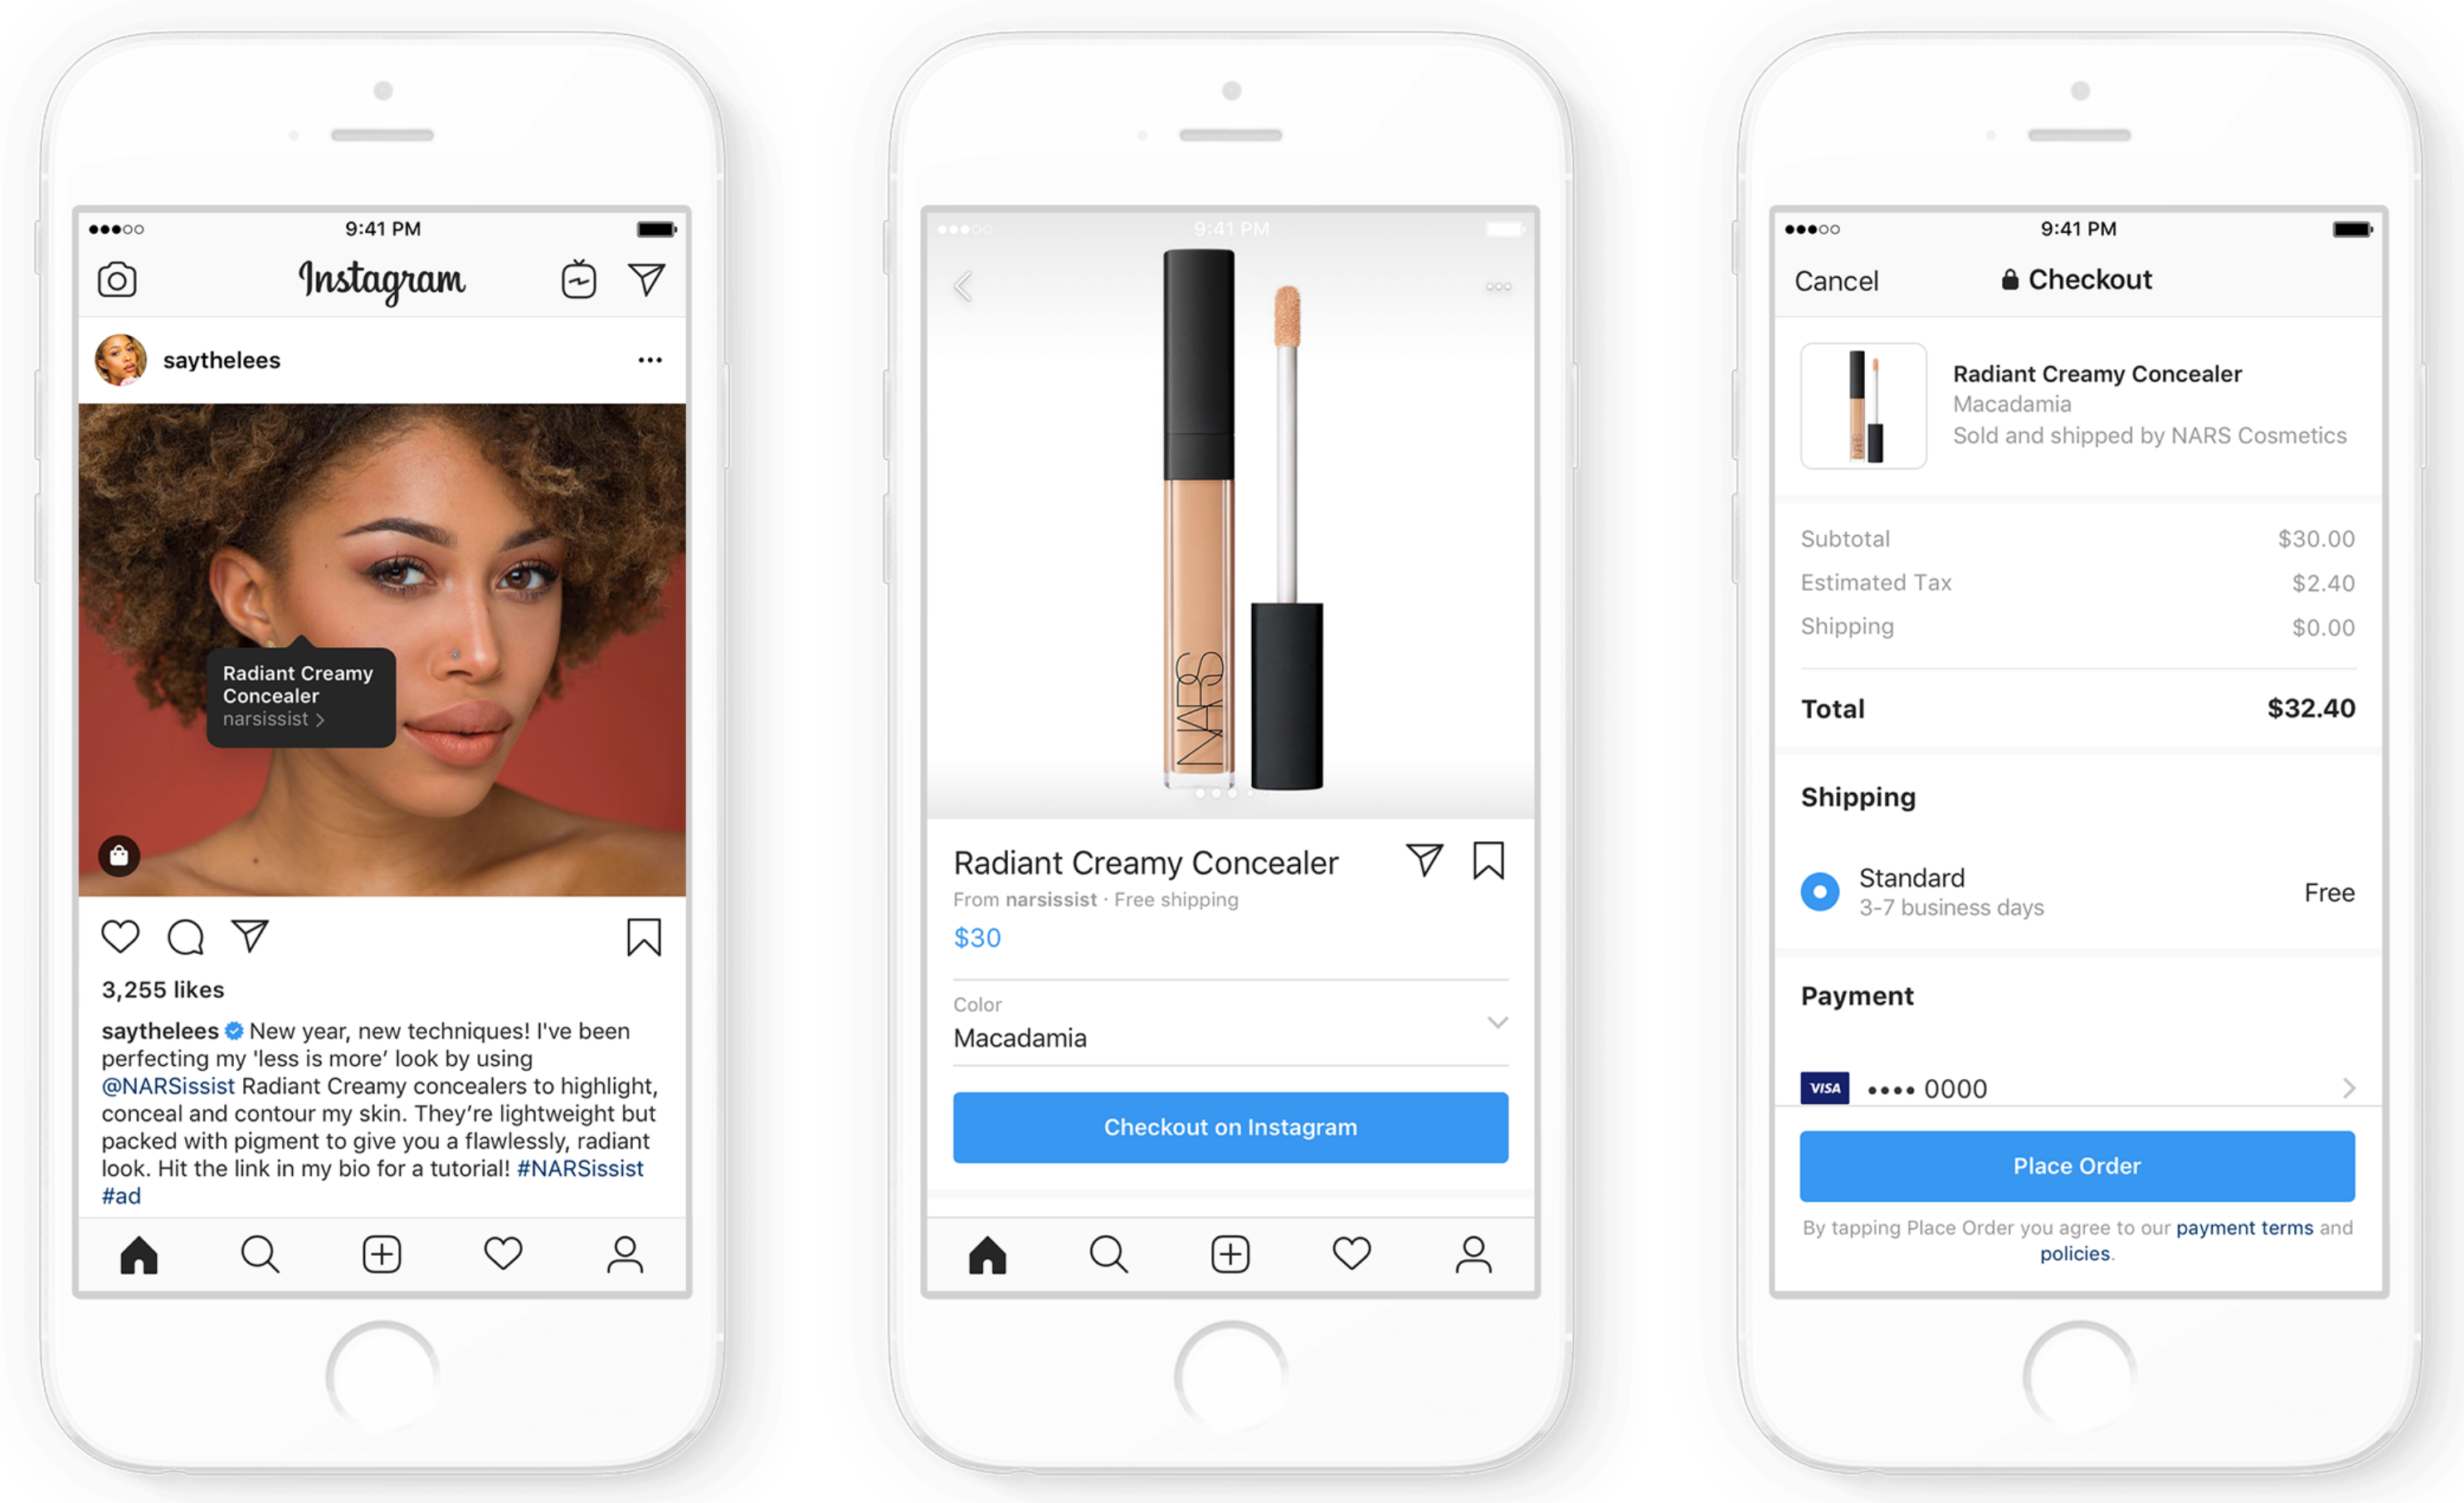 9:41 PM
Instagram
saythelees
Radiant Creamy
Concealer
narsissist
3,255 likes
saythelees New year, new techniques! I've been
perfecting my 'less is more’ look by using
@NARSissist Radiant Creamy concealers to highlight,
conceal and contour my skin. They’re lightweight but
packed with pigment to give you a flawlessly, radiant
look. Hit the link in my bio for a tutorial! #NARSissist
#ad
9:41 PM
NARS
Radiant Creamy Concealer
From narsissist · Free shipping
$30
Color
Macadamia
Checkout on Instagram
9:41 PM
Cancel
Checkout
NARS
Radiant Creamy Concealer
Macadamia
Sold and shipped by NARS Cosmetics
Subtotal $30.00
Estimated Tax $2.40
Shipping $0.00
Total $32.40
Shipping
Standard
3-7 business days
Free
Payment
VISA •••• 0000
Place Order
By tapping Place Order you agree to our payment terms and
policies.